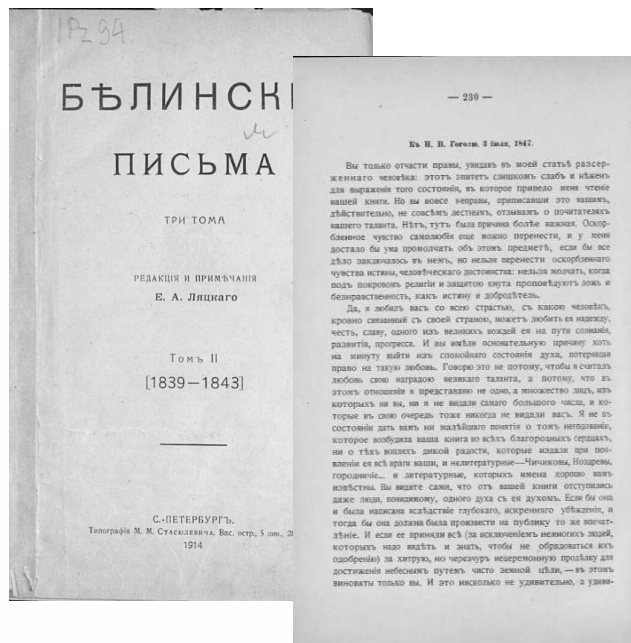 1Pz 94
БѢЛИНСКІ
ПИСЬМА
ТРИ ТОМА
РЕДАКЦІЯ И ПРИМѢЧАНІЯ
Е. А. Ляцкаго
Томъ II
[1839—1843]
С.-ПЕТЕРБУРГЪ.
Типографія М. М. Стасюлевича. Вас. остр., 5 лин.,
1914
— 230 —
Къ Н. В. Гоголю, 3 іюля, 1847.
Вы только отчасти правы, увидавъ въ моей статьѣ разсер-
женнаго человѣка: этотъ эпитетъ слишкомъ слабъ и нѣженъ
для выраженія того состоянія, въ которое привело меня чтеніе
вашей книги. Но вы вовсе неправы, приписавши это вашимъ,
дѣйствительно, не совсѣмъ лестнымъ, отзывамъ о почитателяхъ
вашего таланта. Нѣтъ, тутъ была причина болѣе важная. Оскор-
бленное чувство самолюбія еще можно перенести, и у меня
достало бы ума промолчать объ этомъ предметѣ, если бы все
дѣло заключалось въ немъ, но нельзя перенести оскорбленнаго
чувства истины, человѣческаго достоинства: нельзя молчать, когда
подъ покровомъ религіи и защитою кнута проповѣдуютъ ложь и
безнравственность, какъ истину и добродѣтель.
Да, я любилъ васъ со всею страстью, съ какою человѣкъ,
кровно связанный съ своей страною, можетъ любить ея надежду,
честь, славу, одного изъ великихъ вождей ея на пути сознанія,
развитія, прогресса. И вы имѣли основательную причину хоть
на минуту выйти изъ спокойнаго состоянія духа, потерявши
право на такую любовь. Говорю это не потому, чтобы я считалъ
любовь свою наградою великаго таланта, а потому, что въ
этомъ отношеніи я представляю не одно, а множество лицъ, изъ
которыхъ ни вы, ни я не видали самаго большого числа, и ко-
торые въ свою очередь тоже никогда не видали васъ. Я не въ
состояніи дать вамъ ни малѣйшаго понятія о томъ негодованіи,
которое возбудила ваша книга во всѣхъ благородныхъ сердцахъ,
ни о тѣхъ вопляхъ дикой радости, которые издали при поя-
вленіи ея всѣ враги ваши, и нелитературные—Чичиковы, Ноздревы,
городничіе... и литературные, которыхъ имена хорошо вамъ
извѣстны. Вы видите сами, что отъ вашей книги отступились
даже люди, повидимому, одного духа съ ея духомъ. Если бы она
и была написана вслѣдствіе глубокаго, искренняго убѣжденія, и
тогда бы она должна была произвести на публику то же впечат-
лѣніе. И если ее приняли всѣ (за исключеніемъ немногихъ людей,
которыхъ надо видѣть и знать, чтобы не обрадоваться ихъ
одобренію) за хитрую, но черезчуръ нецеремонную продѣлку для
достиженія небеснымъ путемъ чисто земной цѣли,—въ этомъ
виноваты только вы. И это нисколько не удивительно, а удиви-